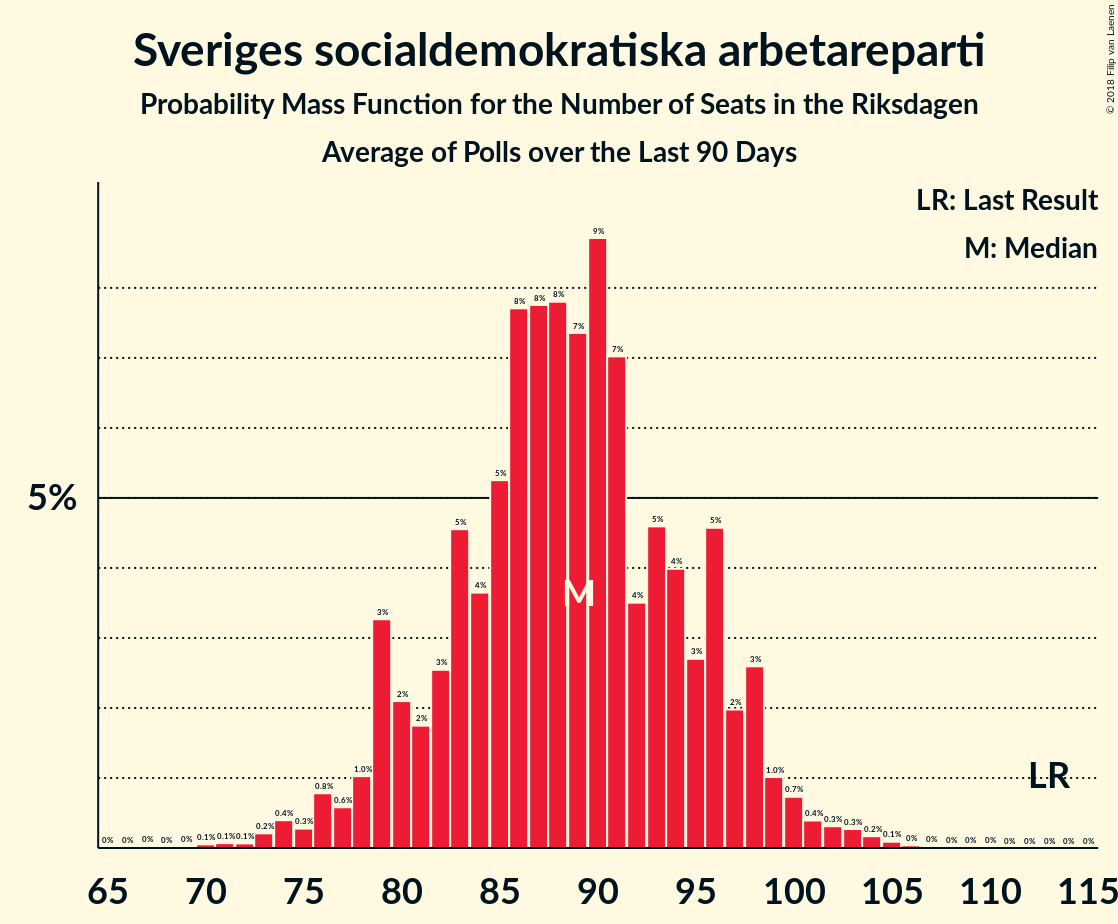 Sveriges socialdemokratiska arbetareparti
Probability Mass Function for the Number of Seats in the Riksdagen
Average of Polls over the Last 90 Days
© 2018 Filip van Laenen
LR: Last Result
M: Median
5%
0% 0% 0% 0% 0% 0.1% 0.1% 0.1% 0.2% 0.4% 0.3% 0.8% 0.6% 1.0% 3% 2% 2% 3% 5% 4% 5% 8% 8% 8% 7% 9% 7% 4% 5% 4% 3% 5% 2% 3% 1.0% 0.7% 0.4% 0.3% 0.3% 0.2% 0.1% 0% 0% 0% 0% 0% 0% 0% 0% 0% 0%
M
LR
65 70 75 80 85 90 95 100 105 110 115